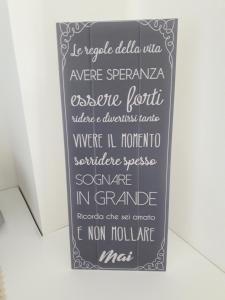 Le regole della vita
AVERE SPERANZA
essere forti
ridere e divertirsi tanto
VIVERE IL MOMENTO
sorridere spesso
SOGNARE
IN GRANDE
Ricorda che sei amato
E NON MOLLARE
Mai